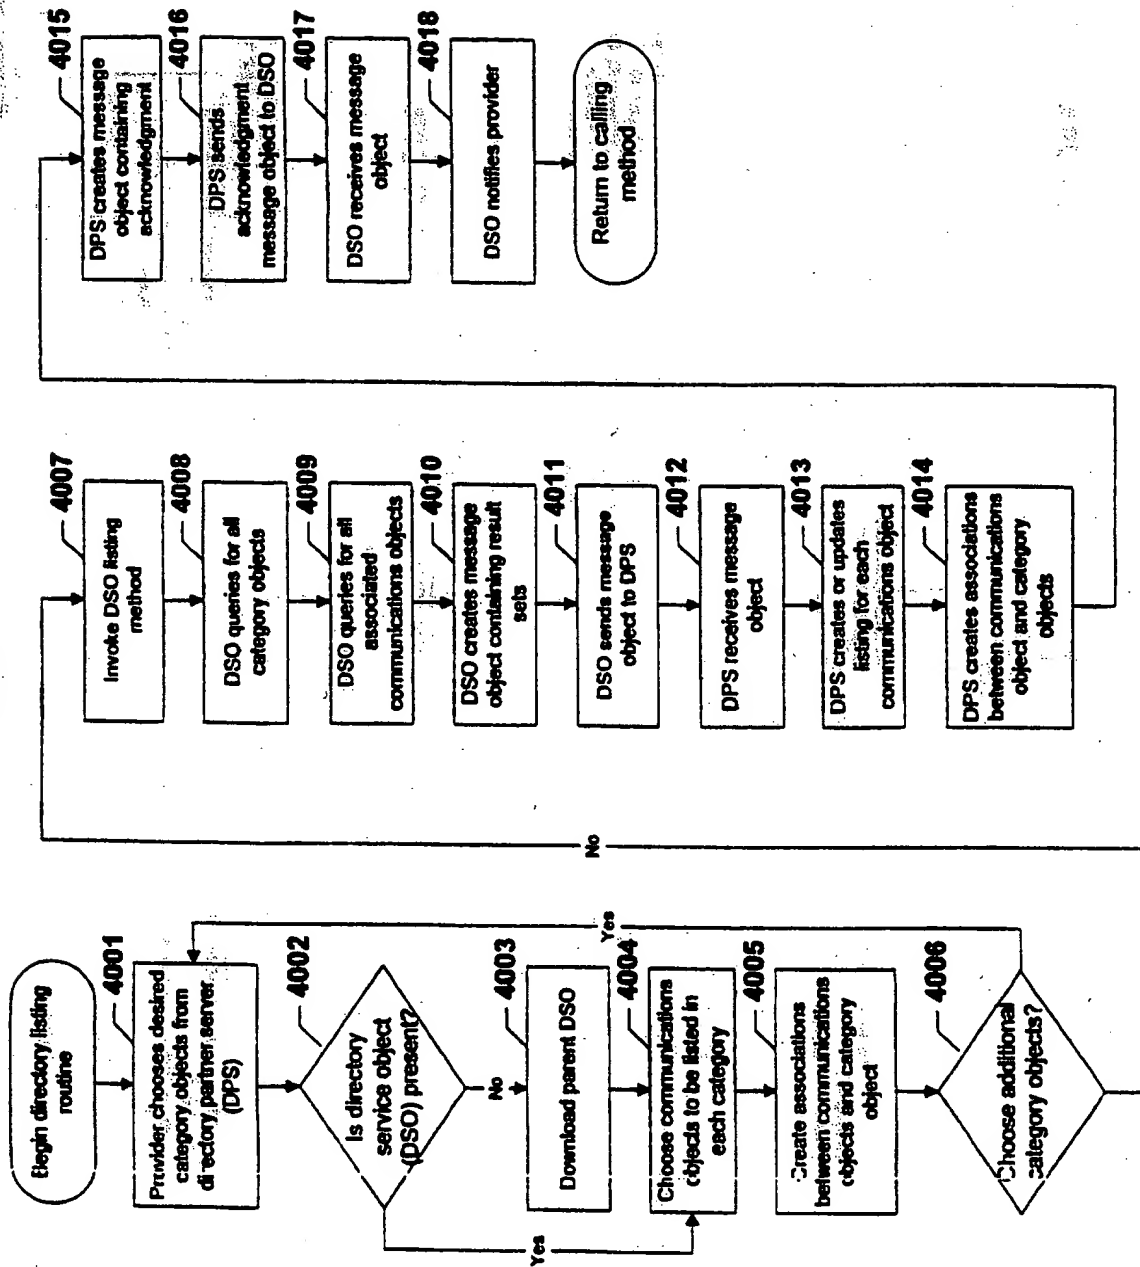 Begin directory listing
routine
4001
Provider chooses desired
category objects from
directory partner server.
(DPS)
4002
Is directory
service object
(DSO) present?
No
Yes
4003
Download parent DSO
4004
Choose communications
objects to be listed in
each category
4005
Create associations
between communications
objects and category
object
4006
Choose additional
category objects?
Yes
No
4007
Invoke DSO listing
method
4008
DSO queries for all
category objects
4009
DSO queries for all
associated
communications objects
4010
DSO creates message
object containing result
sets
4011
DSO sends message
object to DPS
4012
DPS receives message
object
4013
DPS creates or updates
listing for each
communications object
4014
DPS creates associations
between communications
object and category
objects
4015
DPS creates message
object containing
acknowledgment
4016
DPS sends
acknowledgment
message object to DSO
4017
DSO receives message
object
4018
DSO notifies provider
Return to calling
method